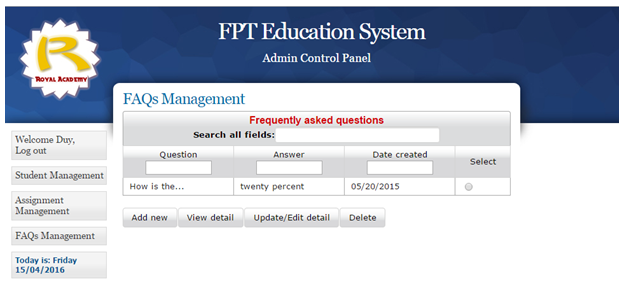 FPT Education System
Admin Control Panel
R
ROYAL ACADEMY
Welcome Duy,
Log out
Student Management
Assignment
Management
FAQs Management
Today is: Friday
15/04/2016
FAQs Management
Frequently asked questions
Search all fields:
Question Answer Date created Select
How is the... twenty percent 05/20/2015
Add new View detail Update/Edit detail Delete